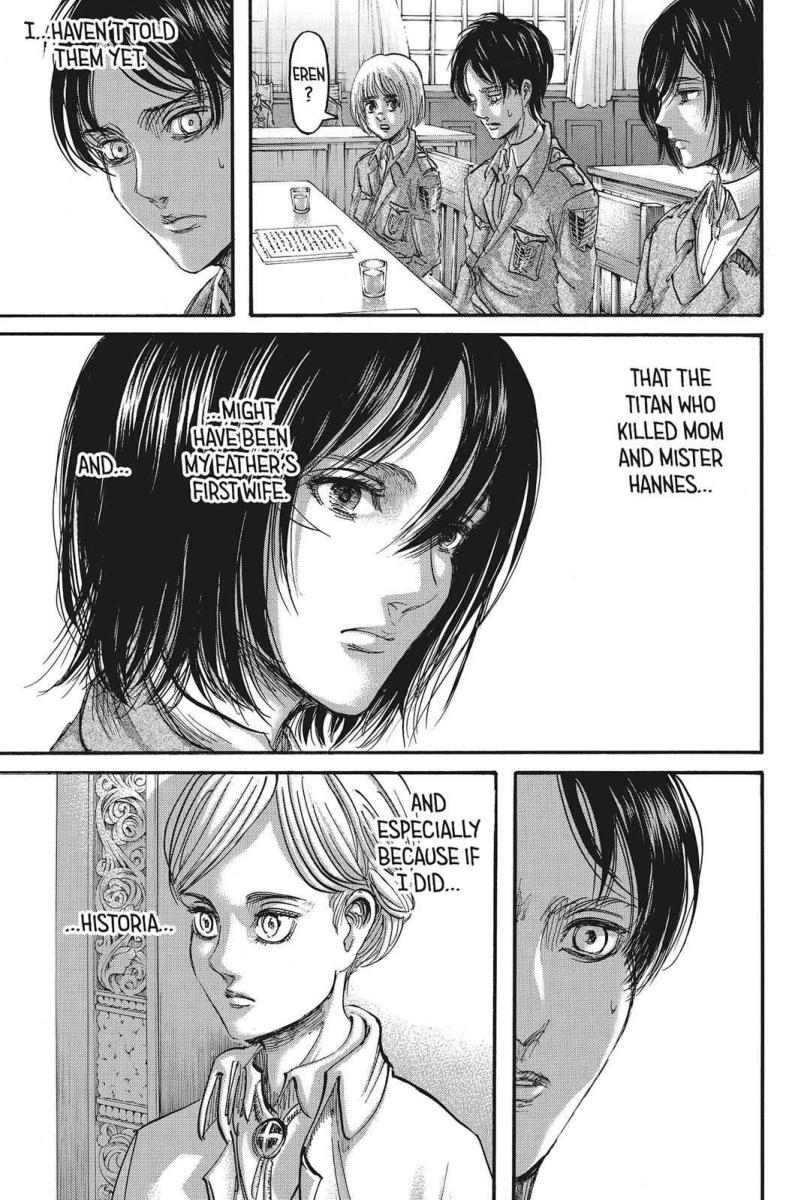 EREN
?
I...HAVEN'T TOLD
THEM YET.
THAT THE
TITAN WHO
KILLED MOM
AND MISTER
HANNES...
...MIGHT
HAVE BEEN
MY FATHER'S
FIRST WIFE.
AND...
AND
ESPECIALLY
BECAUSE IF
I DID...
...HISTORIA...